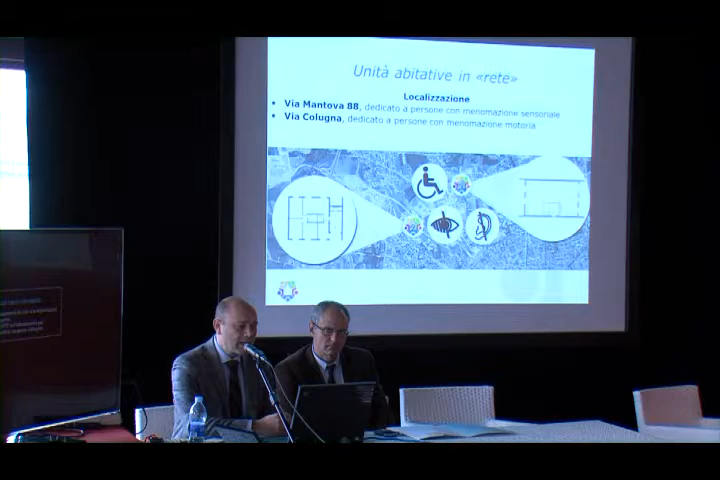 Unità abitative in «rete»
Localizzazione
• Via Mantova 88, dedicato a persone con menomazione sensoriale
• Via Colugna, dedicato a persone con menomazione motoria